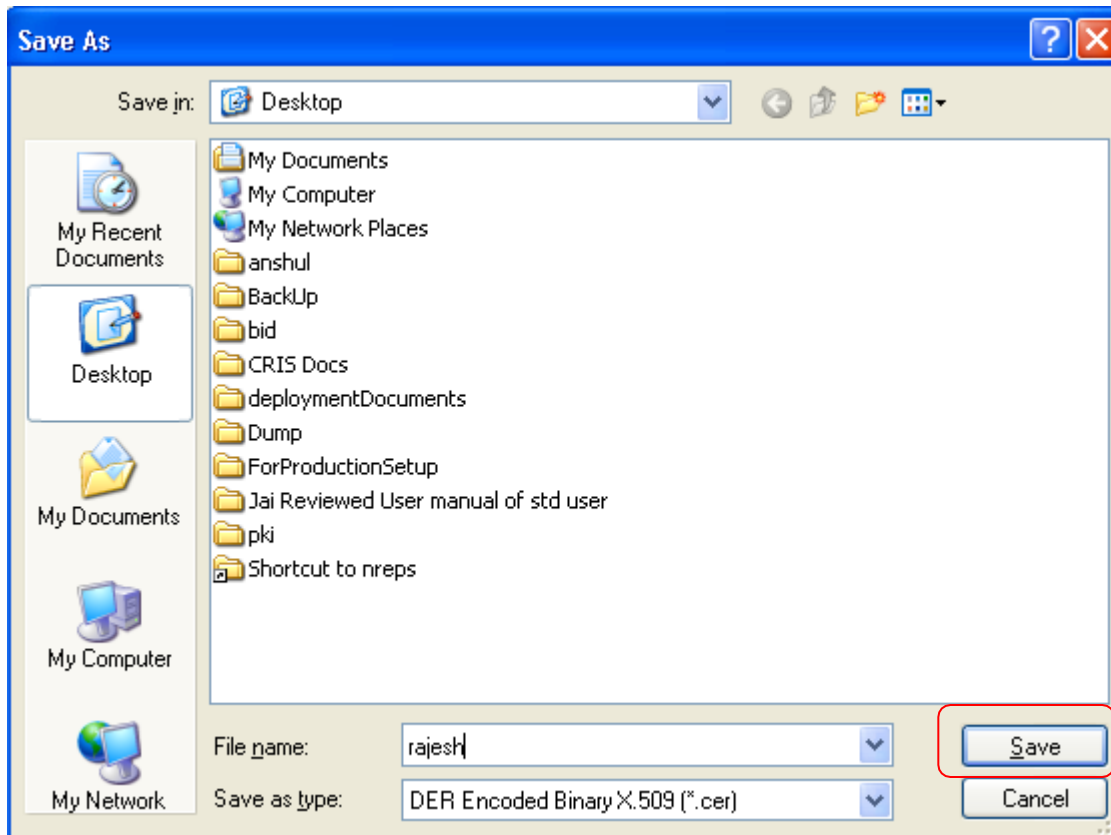 Save As
Save in:
Desktop
My Recent
Documents
Desktop
My Documents
My Computer
My Network
My Documents
My Computer
My Network Places
anshul
BackUp
bid
CRIS Docs
deploymentDocuments
Dump
ForProductionSetup
Jai Reviewed User manual of std user
pki
Shortcut to nreps
File name:
rajesh
Save
Save as type:
DER Encoded Binary X.509 (*.cer)
Cancel